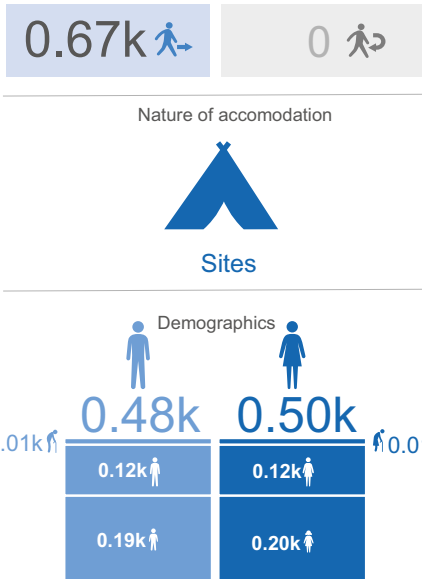 0.67k
0
Nature of accomodation
Sites
Demographics
0.48k 0.50k
.01k 0.0
0.12k 0.12k
0.19k 0.20k